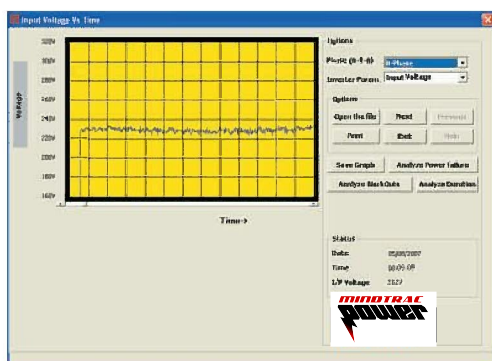 Input Voltage Vs Time
Options
320V
300V
280V
260V
240V
220V
200V
180V
160V
Voltage
Time->
Phase
R-Phase
Inverter Param.
Input Voltage
Options
Open the file
Next
Previous
Print
Exit
Save Graph
Analyze Power failure
Analyze BlackOuts
Analyze Duration
Status
Date:
Time
I/P Voltage
MINDTRAC
POWER